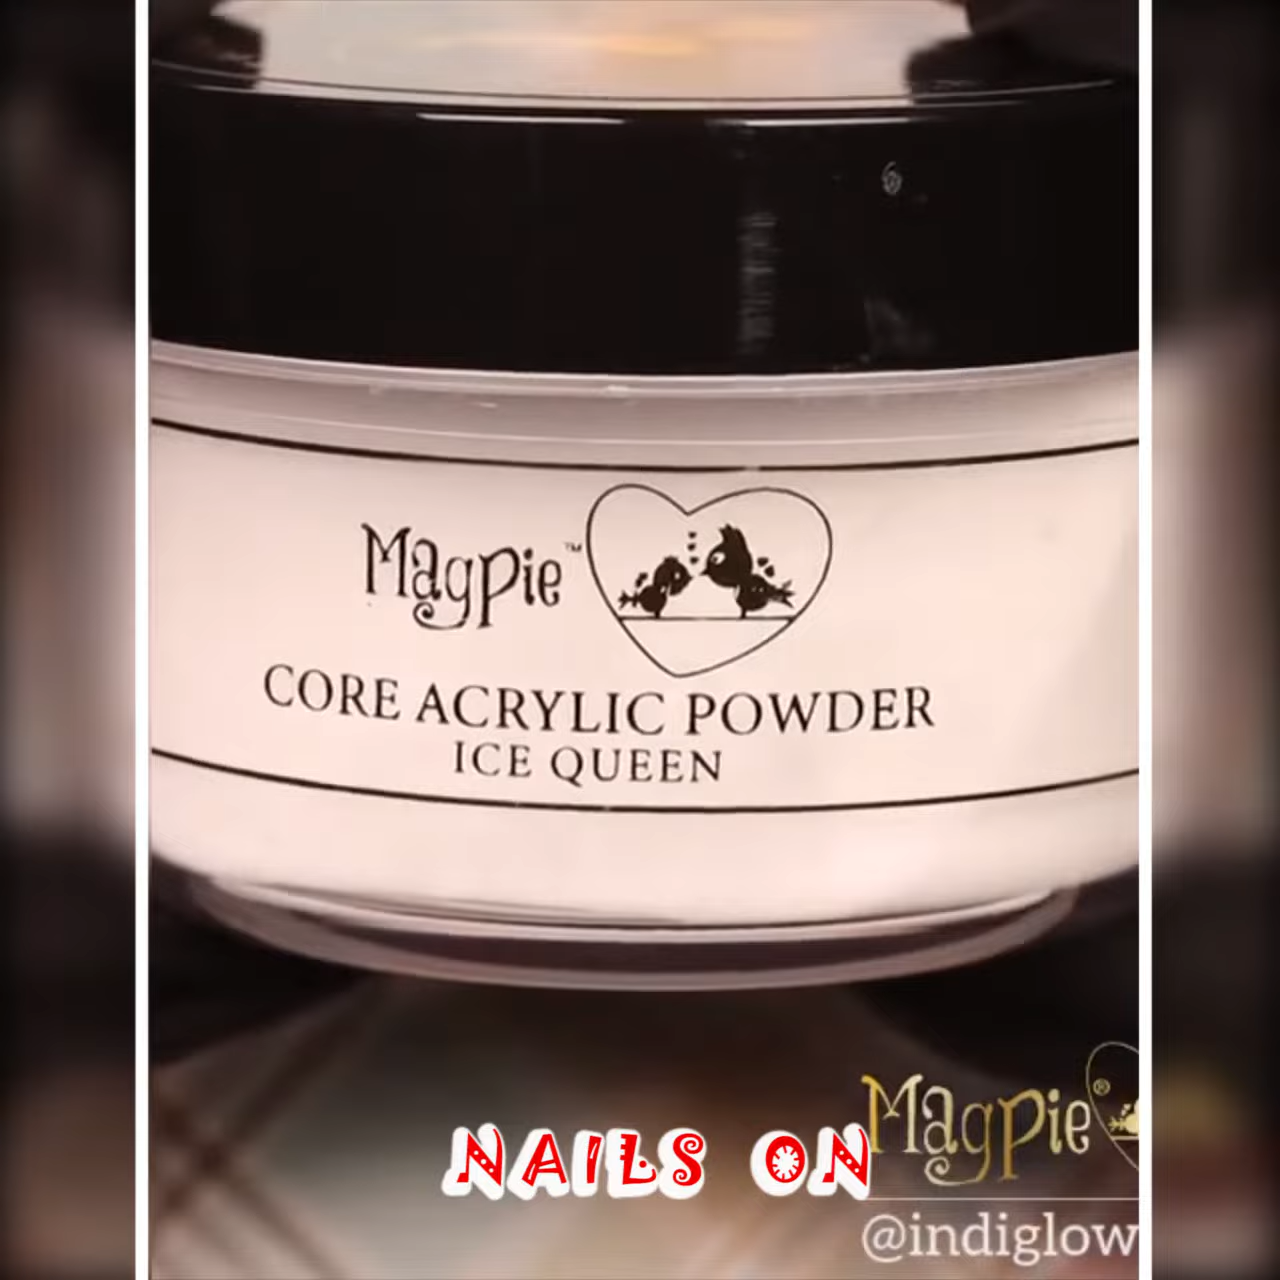 Magpie™
CORE ACRYLIC POWDER
ICE QUEEN
Magpie®
NAILS ON
@indiglow